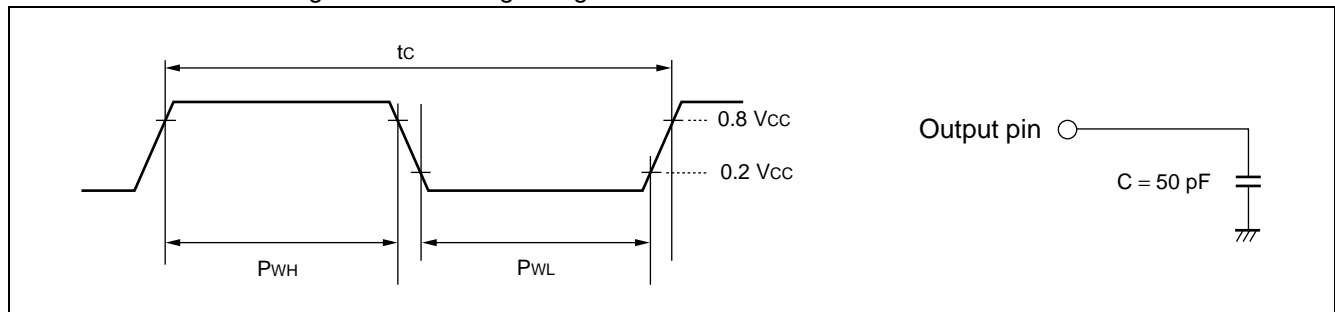 tC
0.8 VCC
0.2 VCC
PWH
PWL
Output pin
C = 50 pF